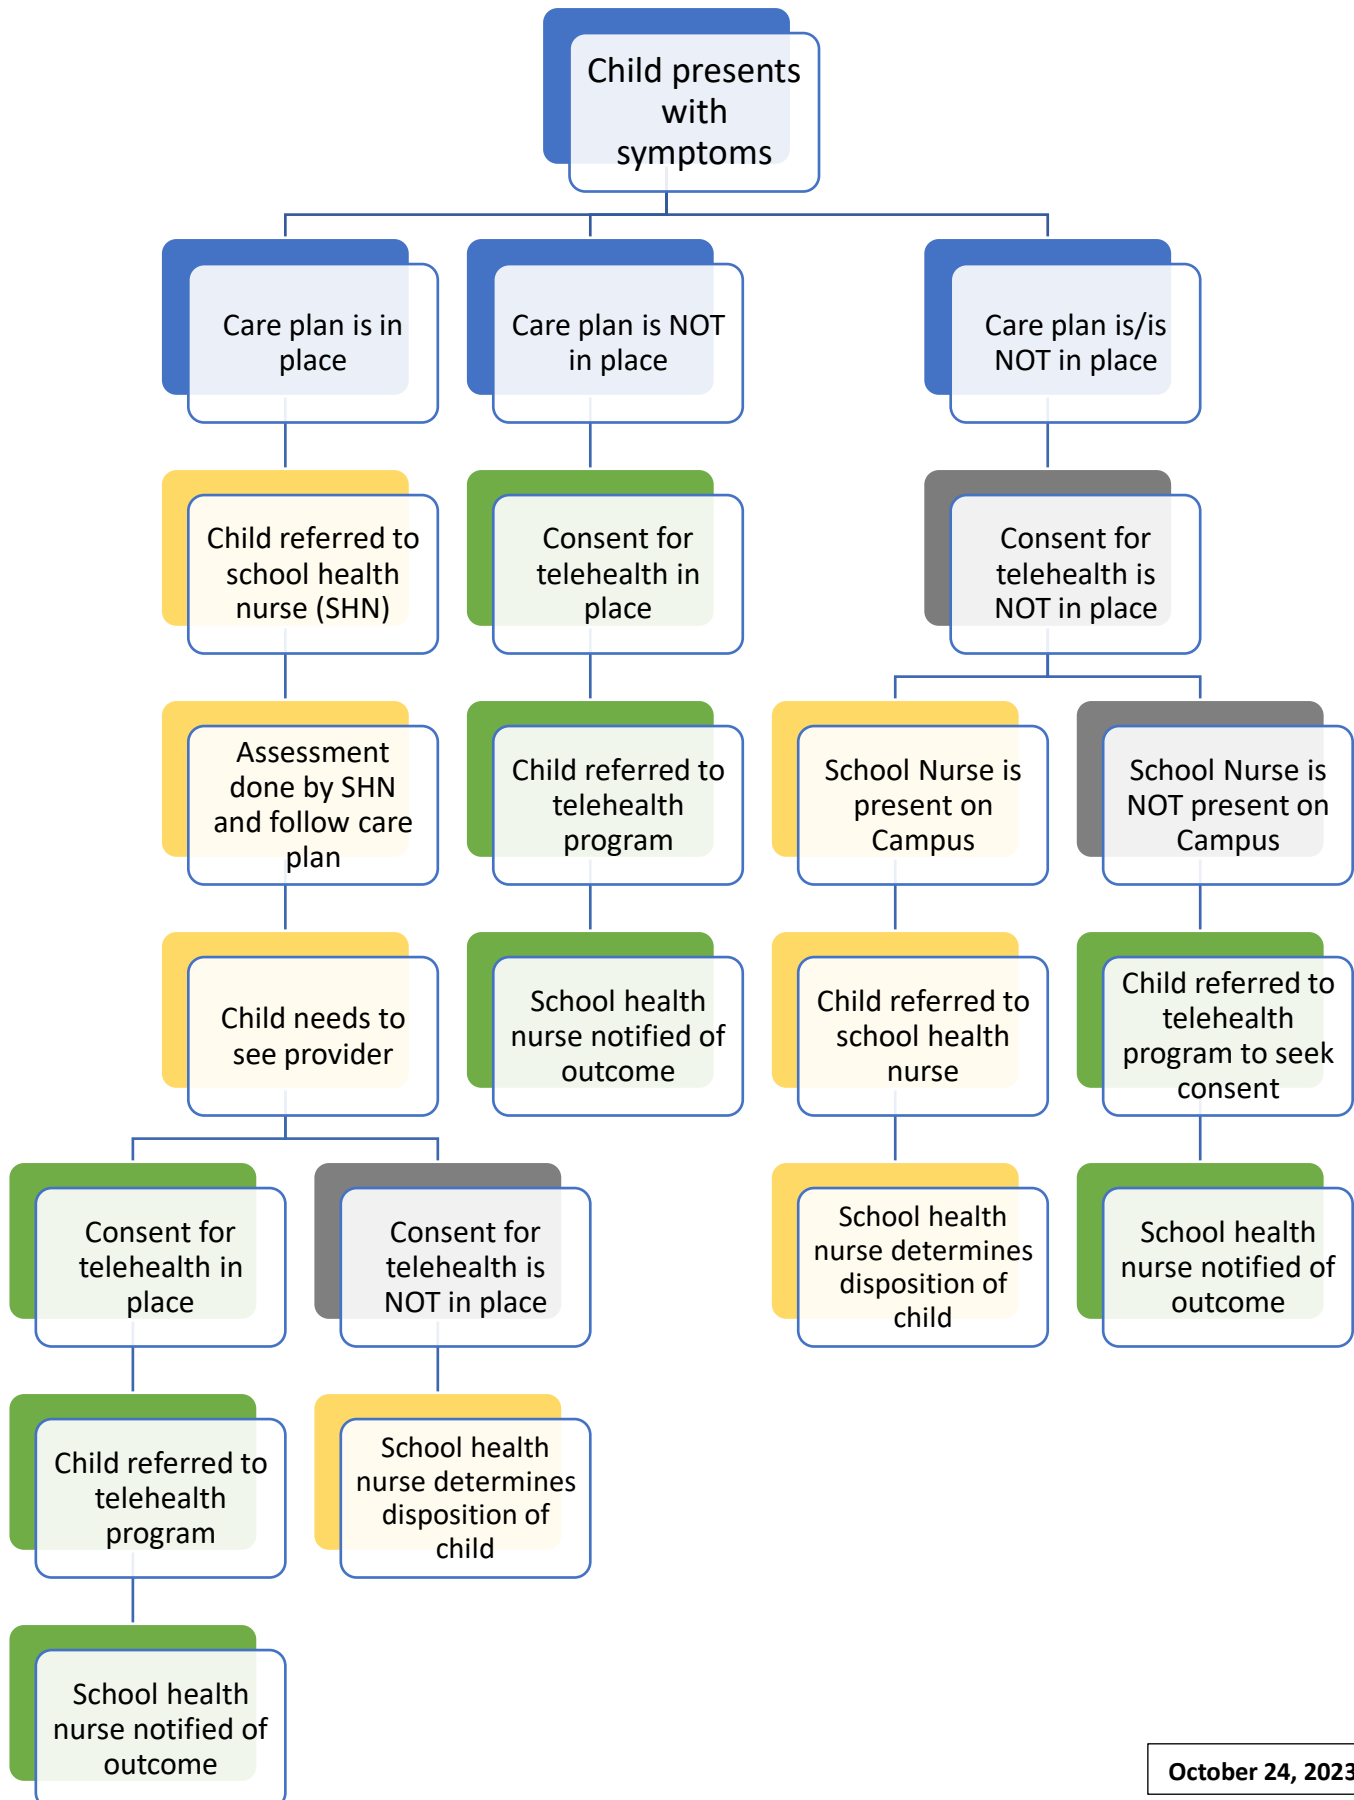 Child presents
with
symptoms
Care plan is in
place
Care plan is NOT
in place
Care plan is/is
NOT in place
Child referred to
school health
nurse (SHN)
Consent for
telehealth in
place
Consent for
telehealth is
NOT in place
Assessment
done by SHN
and follow care
plan
Child referred to
telehealth
program
School Nurse is
present on
Campus
School Nurse is
NOT present on
Campus
Child needs to
see provider
School health
nurse notified of
outcome
Child referred to
school health
nurse
Child referred to
telehealth
program to seek
consent
Consent for
telehealth in
place
Consent for
telehealth is
NOT in place
School health
nurse determines
disposition of
child
School health
nurse notified of
outcome
Child referred to
telehealth
program
School health
nurse determines
disposition of
child
School health
nurse notified of
outcome
October 24, 2023